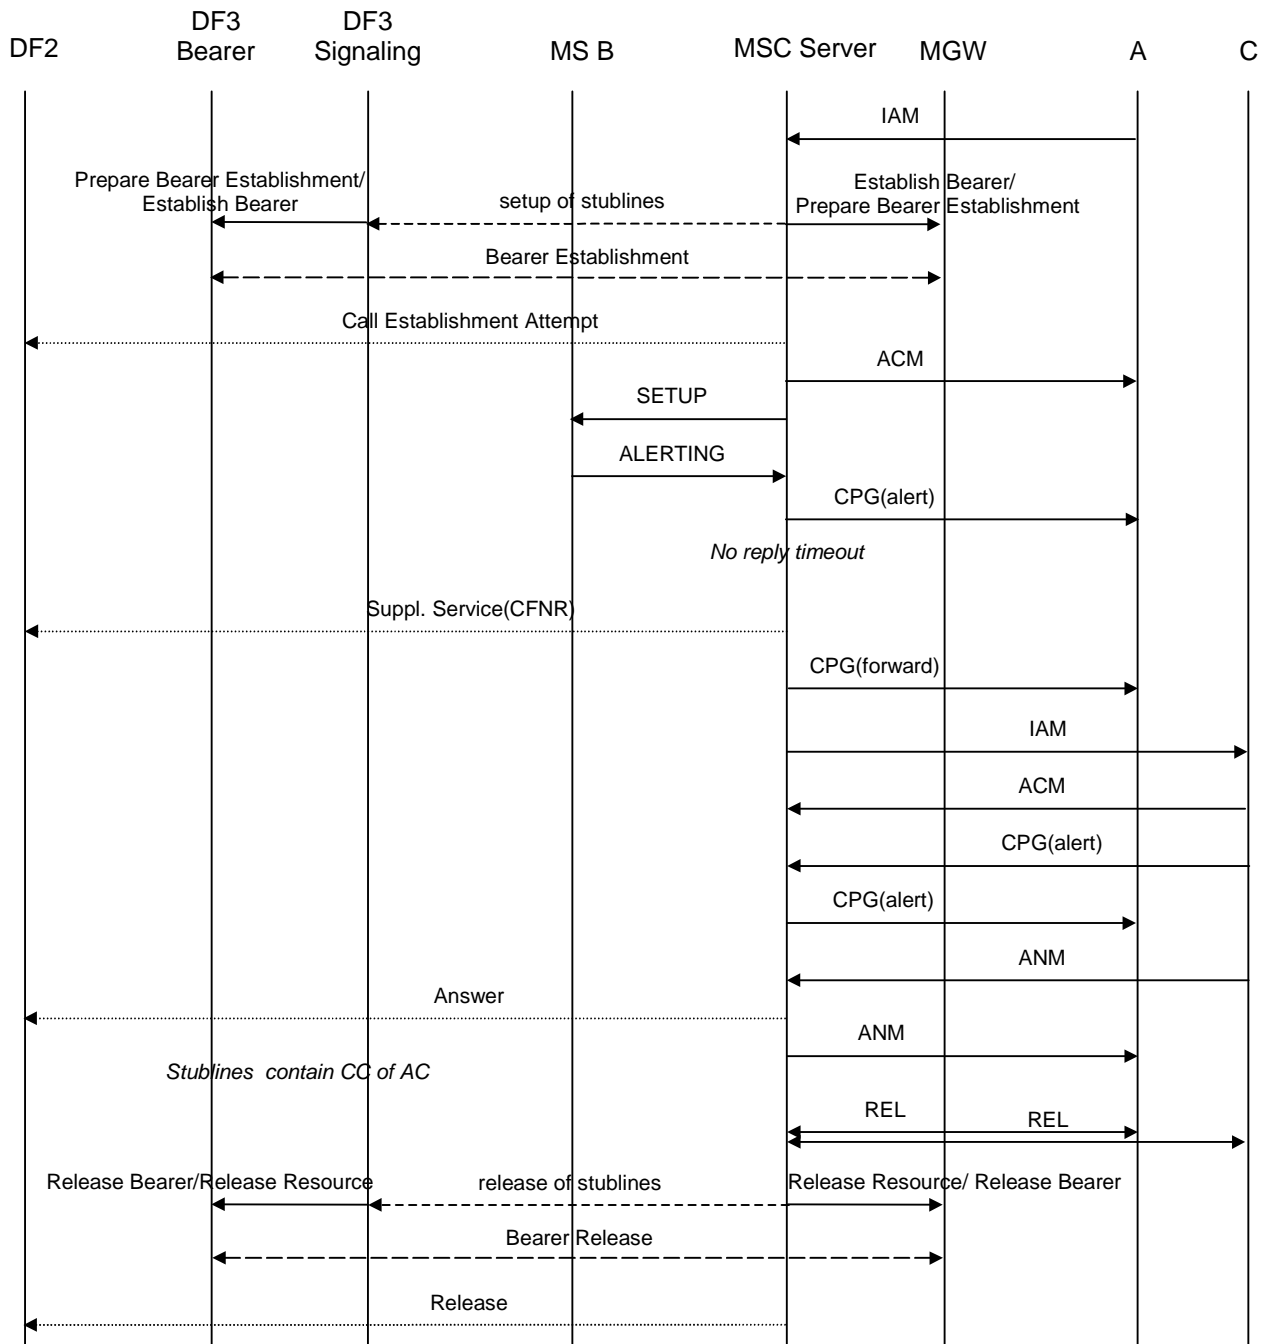 DF2
DF3
Bearer
DF3
Signaling
MS B
MSC Server
MGW
A
C
IAM
Prepare Bearer Establishment/
Establish Bearer
setup of stublines
Establish Bearer/
Prepare Bearer Establishment
Bearer Establishment
Call Establishment Attempt
ACM
SETUP
ALERTING
CPG(alert)
No reply timeout
Suppl. Service(CFNR)
CPG(forward)
IAM
ACM
CPG(alert)
CPG(alert)
ANM
Answer
ANM
Stublines contain CC of AC
REL
REL
Release Bearer/Release Resource
release of stublines
Release Resource/ Release Bearer
Bearer Release
Release